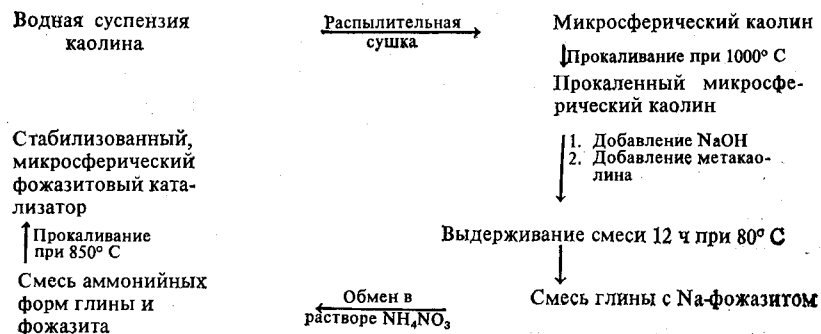 Водная суспензия
каолина
Распылительная
сушка
Микросферический каолин
Прокаливание при 1000° С
Прокаленный микросфе-
рический каолин
1. Добавление NaOH
2. Добавление метакао-
лина
Выдерживание смеси 12 ч при 80° С
Смесь глины с Na-фожазитом
Обмен в
растворе NH₄NO₃
Смесь аммонийных
форм глины и
фожазита
Прокаливание
при 850° С
Стабилизованный,
микросферический
фожазитовый ката-
лизатор